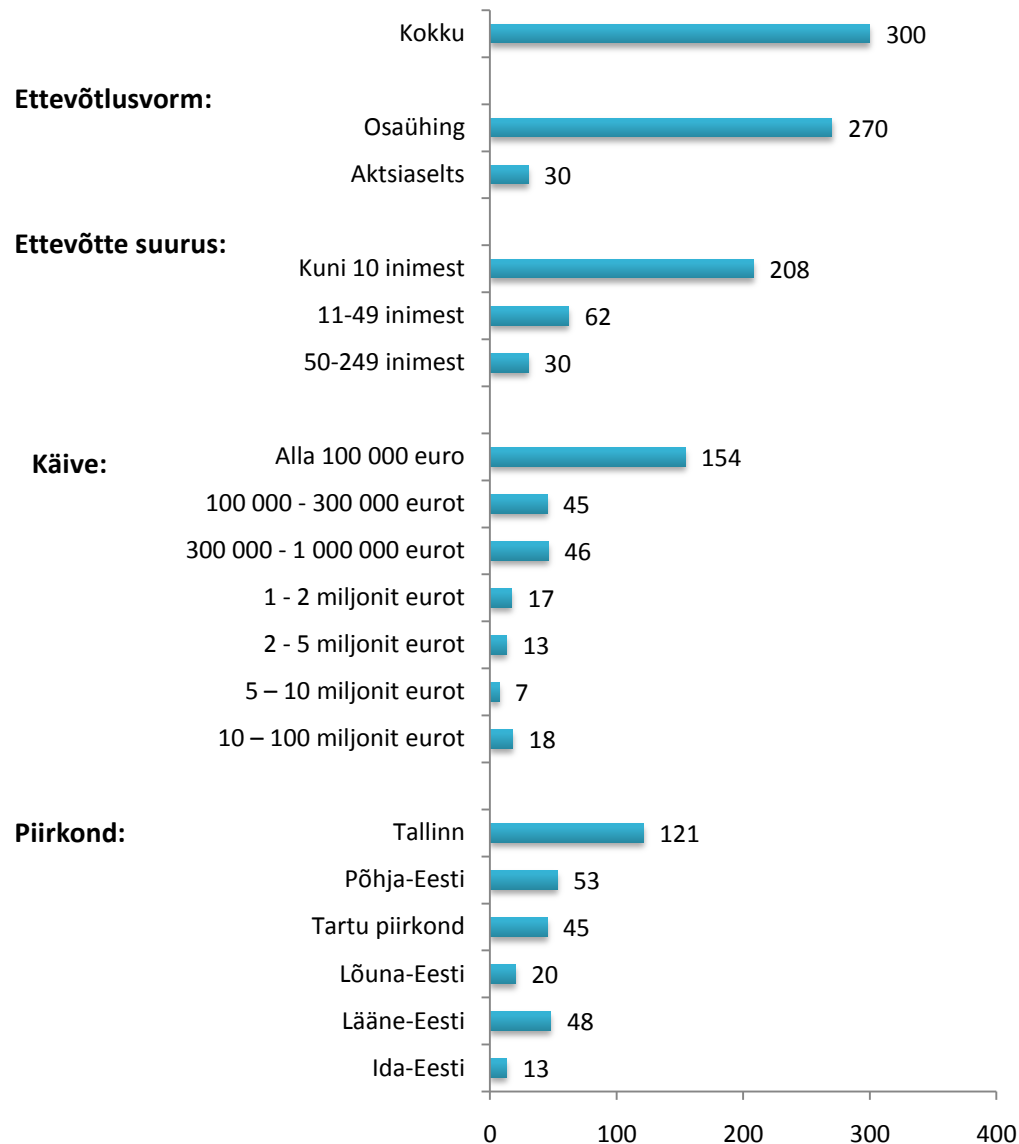 Kokku 300
Ettevõtlusvorm:
Osaühing 270
Aktsiaselts 30
Ettevõtte suurus:
Kuni 10 inimest 208
11-49 inimest 62
50-249 inimest 30
Käive: Alla 100 000 euro 154
100 000 - 300 000 eurot 45
300 000 - 1 000 000 eurot 46
1 - 2 miljonit eurot 17
2 - 5 miljonit eurot 13
5 – 10 miljonit eurot 7
10 – 100 miljonit eurot 18
Piirkond: Tallinn 121
Põhja-Eesti 53
Tartu piirkond 45
Lõuna-Eesti 20
Lääne-Eesti 48
Ida-Eesti 13
0 100 200 300 400